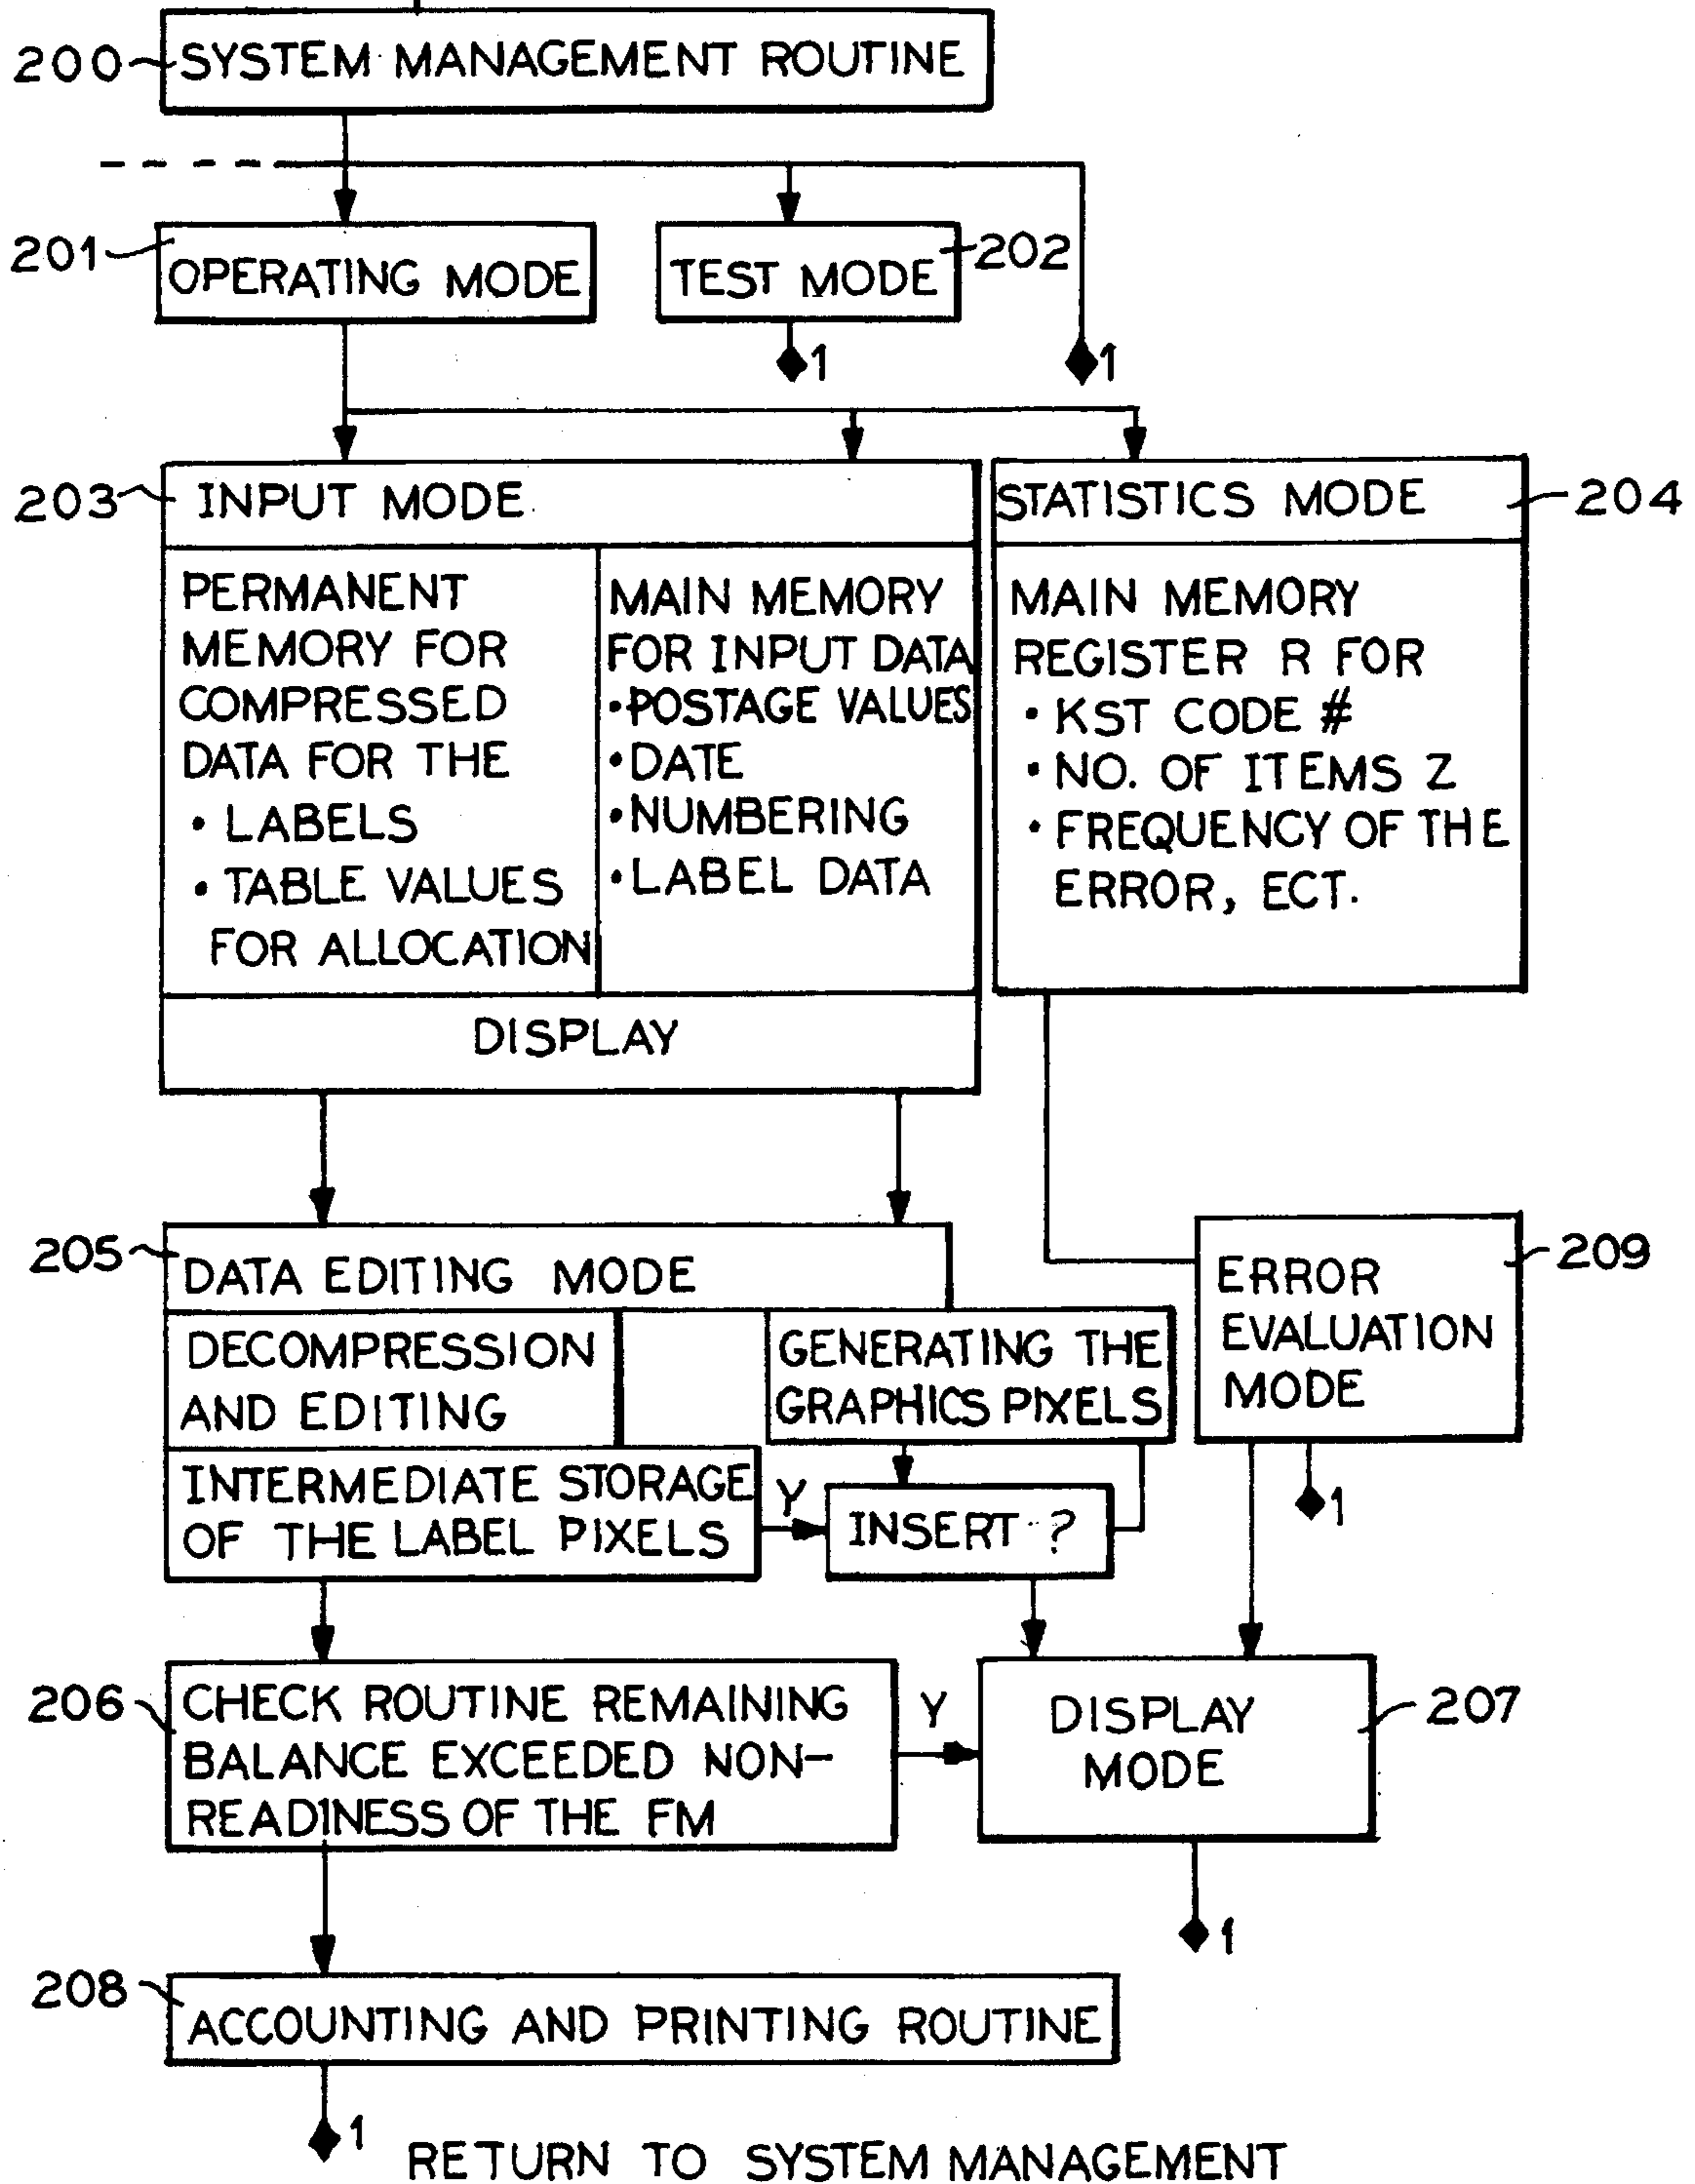 200 SYSTEM MANAGEMENT ROUTINE
201 OPERATING MODE
TEST MODE 202
1
1
203 INPUT MODE
PERMANENT
MEMORY FOR
COMPRESSED
DATA FOR THE
• LABELS
• TABLE VALUES
FOR ALLOCATION
MAIN MEMORY
FOR INPUT DATA
•POSTAGE VALUES
•DATE
•NUMBERING
•LABEL DATA
DISPLAY
STATISTICS MODE 204
MAIN MEMORY
REGISTER R FOR
• KST CODE #
• NO. OF ITEMS Z
• FREQUENCY OF THE
ERROR, ECT.
205 DATA EDITING MODE
DECOMPRESSION
AND EDITING
GENERATING THE
GRAPHICS PIXELS
INTERMEDIATE STORAGE
OF THE LABEL PIXELS
Y
INSERT ?
ERROR 209
EVALUATION
MODE
1
206 CHECK ROUTINE REMAINING
BALANCE EXCEEDED NON-
READINESS OF THE FM
Y
DISPLAY 207
MODE
1
208 ACCOUNTING AND PRINTING ROUTINE
1
RETURN TO SYSTEM MANAGEMENT